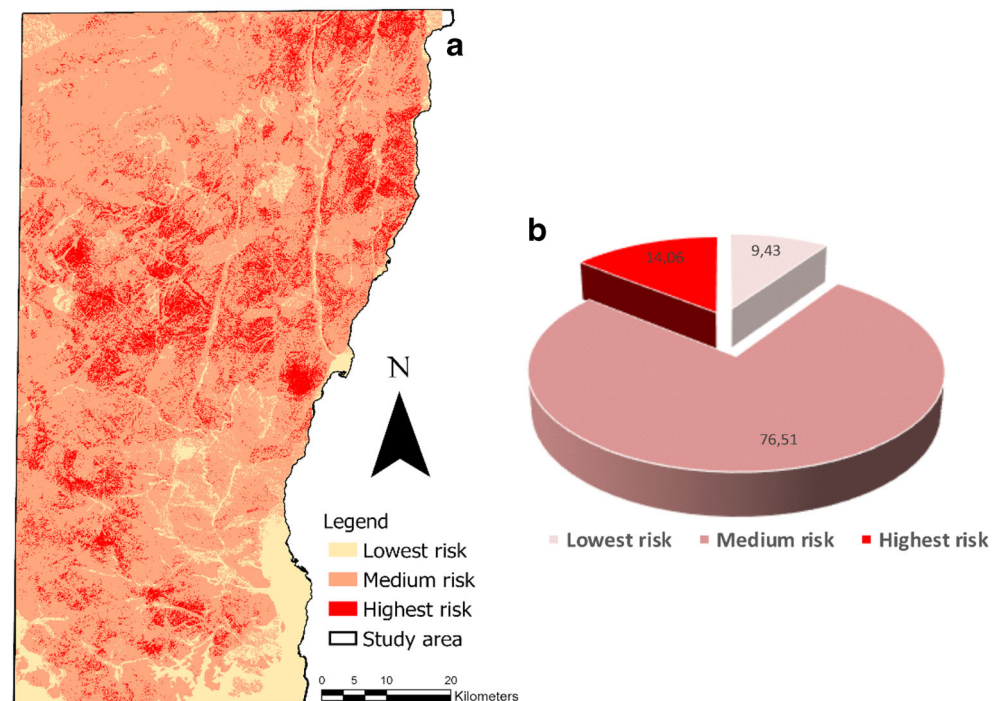 a
b
14,06
9,43
76,51
Lowest risk Medium risk Highest risk
N
Legend
Lowest risk
Medium risk
Highest risk
Study area
0 5 10 20
Kilometers